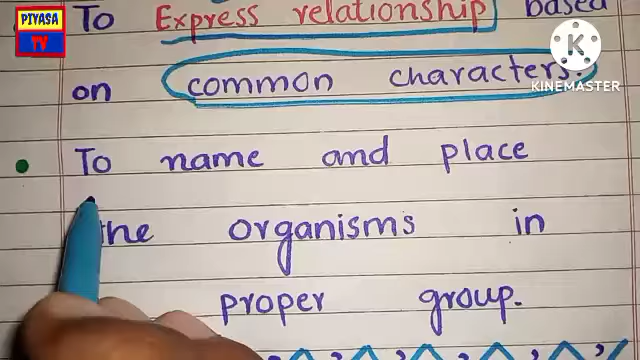 PIYASA
TV
To Express relationship based
on common characters.
KINEMASTER
To name and place
the organisms in
proper group.